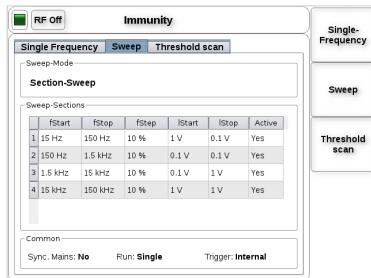 RF Off
Immunity
Single Frequency Sweep Threshold scan
Sweep-Mode
Section-Sweep
Sweep-Sections
fStart fStop fStep lStart lStop Active
1 15 Hz 150 Hz 10 % 1 V 0.1 V Yes
2 150 Hz 1.5 kHz 10 % 0.1 V 0.1 V Yes
3 1.5 kHz 15 kHz 10 % 0.1 V 1 V Yes
4 15 kHz 150 kHz 10 % 1 V 1 V Yes
Common
Sync. Mains: No Run: Single Trigger: Internal
Single-
Frequency
Sweep
Threshold
scan